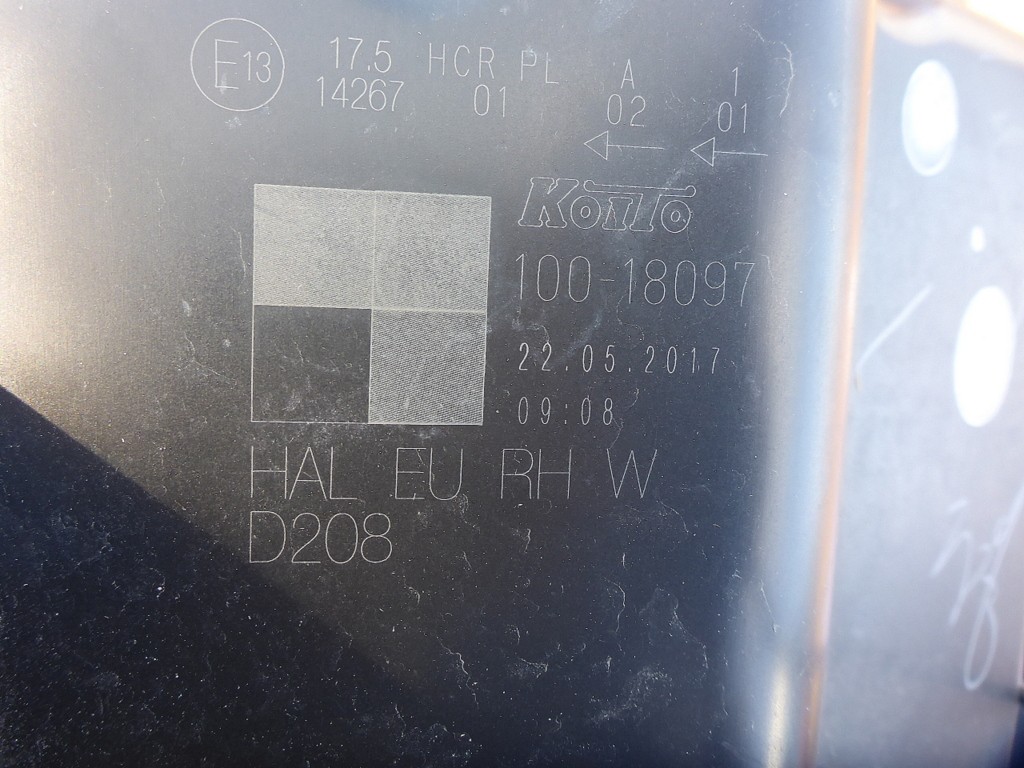 E13 17.5 HCR PL A 1
14267 01 02 01
KOITO
100-18097
22.05.2017
09:08
HAL EU RH W
D208